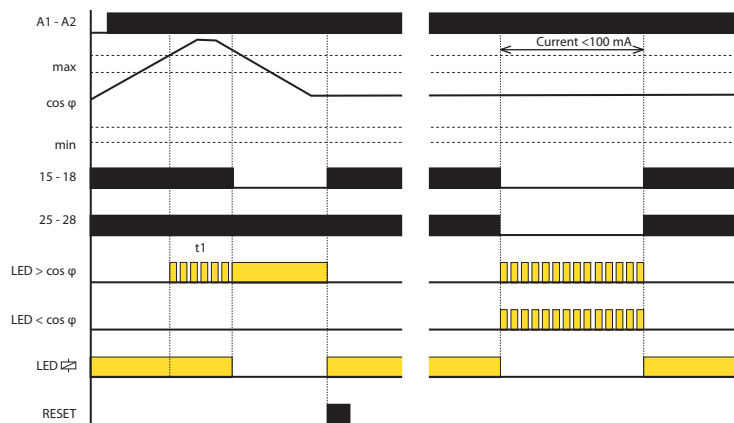 A1 - A2
Current <100 mA
max
cos φ
min
15 - 18
25 - 28
t1
LED > cos φ
LED < cos φ
LED
RESET